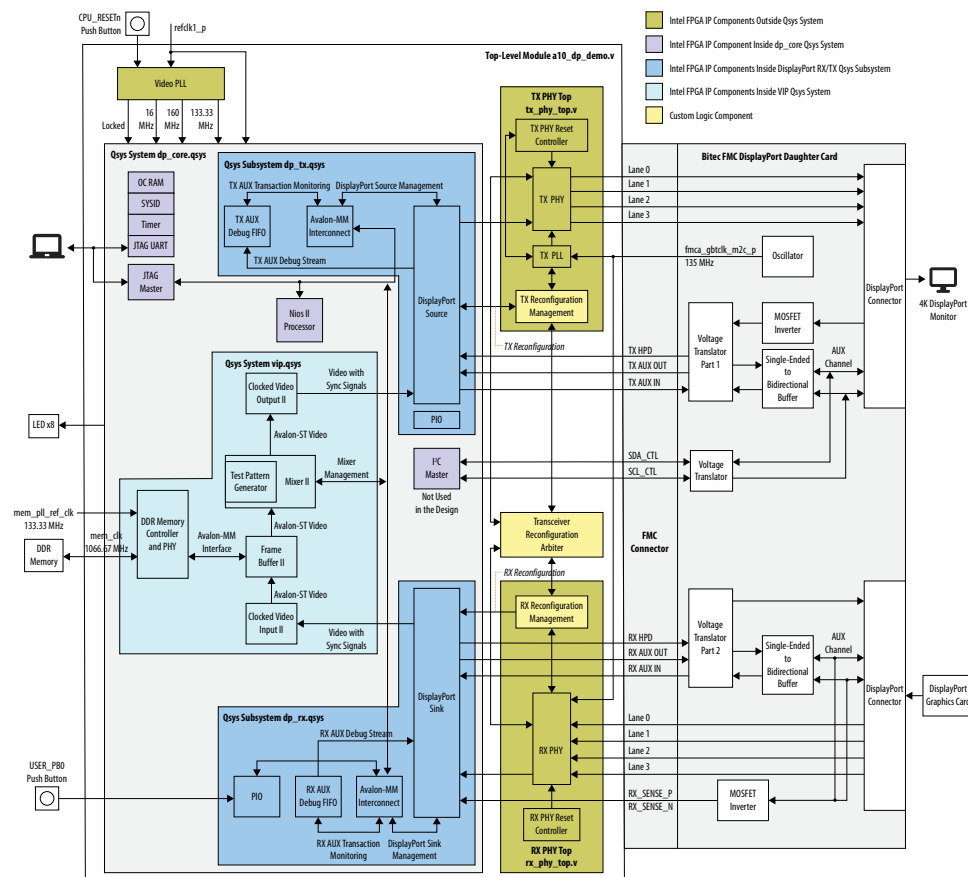 CPU_RESETn
Push Button
refclk1_p
Intel FPGA IP Components Outside Qsys System
Intel FPGA IP Component Inside dp_core Qsys System
Intel FPGA IP Components Inside DisplayPort RX/TX Qsys Subsystem
Intel FPGA IP Components Inside VIP Qsys System
Custom Logic Component
Top-Level Module a10_dp_demo.v
Video PLL
Locked
16
MHz
160
MHz
133.33
MHz
Qsys System dp_core.qsys
OC RAM
SYSID
Timer
JTAG UART
JTAG
Master
Nios II
Processor
Qsys Subsystem dp_tx.qsys
TX AUX Transaction Monitoring
DisplayPort Source Management
TX AUX
Debug FIFO
Avalon-MM
Interconnect
TX AUX Debug Stream
DisplayPort
Source
PIO
TX PHY Top
tx_phy_top.v
TX PHY Reset
Controller
TX PHY
TX PLL
TX Reconfiguration
Management
TX Reconfiguration
Bitec FMC DisplayPort Daughter Card
Lane 0
Lane 1
Lane 2
Lane 3
fmca_gbtclk_m2c_p
135 MHz
Oscillator
DisplayPort
Connector
4K DisplayPort
Monitor
MOSFET
Inverter
Voltage
Translator
Part 1
Single-Ended
to
Bidirectional
Buffer
AUX
Channel
TX HPD
TX AUX OUT
TX AUX IN
Qsys System vip.qsys
Clocked Video
Output II
Video with
Sync Signals
Avalon-ST Video
Test Pattern
Generator
Mixer II
Mixer
Management
Avalon-ST Video
Frame
Buffer II
Avalon-ST Video
Clocked Video
Input II
Video with
Sync Signals
DDR Memory
Controller
and PHY
Avalon-MM
Interface
LED x8
mem_pll_ref_clk
133.33 MHz
mem_clk
1066.67 MHz
DDR
Memory
I²C
Master
Not Used
in the Design
SDA_CTL
SCL_CTL
Voltage
Translator
Transceiver
Reconfiguration
Arbiter
FMC
Connector
RX Reconfiguration
RX Reconfiguration
Management
RX HPD
RX AUX OUT
RX AUX IN
Voltage
Translator
Part 2
Single-Ended
to
Bidirectional
Buffer
AUX
Channel
DisplayPort
Connector
DisplayPort
Graphics Card
DisplayPort
Sink
Qsys Subsystem dp_rx.qsys
RX AUX Debug Stream
PIO
RX AUX
Debug FIFO
Avalon-MM
Interconnect
RX AUX Transaction
Monitoring
DisplayPort Sink
Management
USER_PB0
Push Button
RX PHY
Lane 0
Lane 1
Lane 2
Lane 3
RX_SENSE_P
RX_SENSE_N
MOSFET
Inverter
RX PHY Reset
Controller
RX PHY Top
rx_phy_top.v